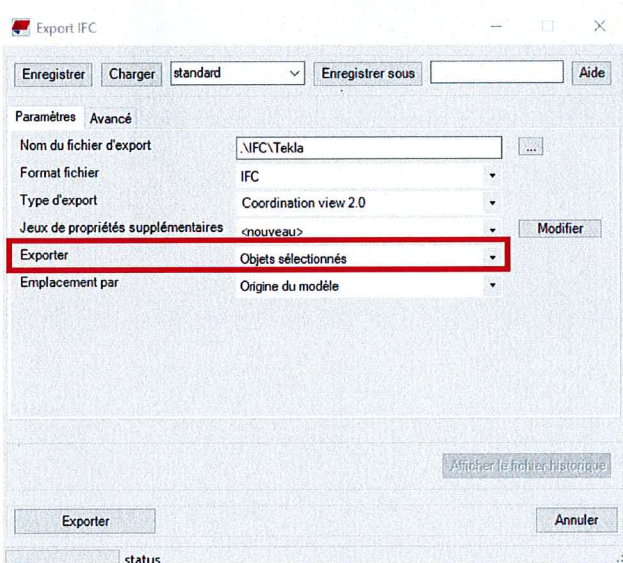 Export IFC
Enregistrer Charger standard Enregistrer sous Aide
Paramètres Avancé
Nom du fichier d'export .\IFC\Tekla ...
Format fichier IFC
Type d'export Coordination view 2.0
Jeux de propriétés supplémentaires <nouveau> Modifier
Exporter Objets sélectionnés
Emplacement par Origine du modèle
Afficher le fichier historique
Exporter Annuler
status